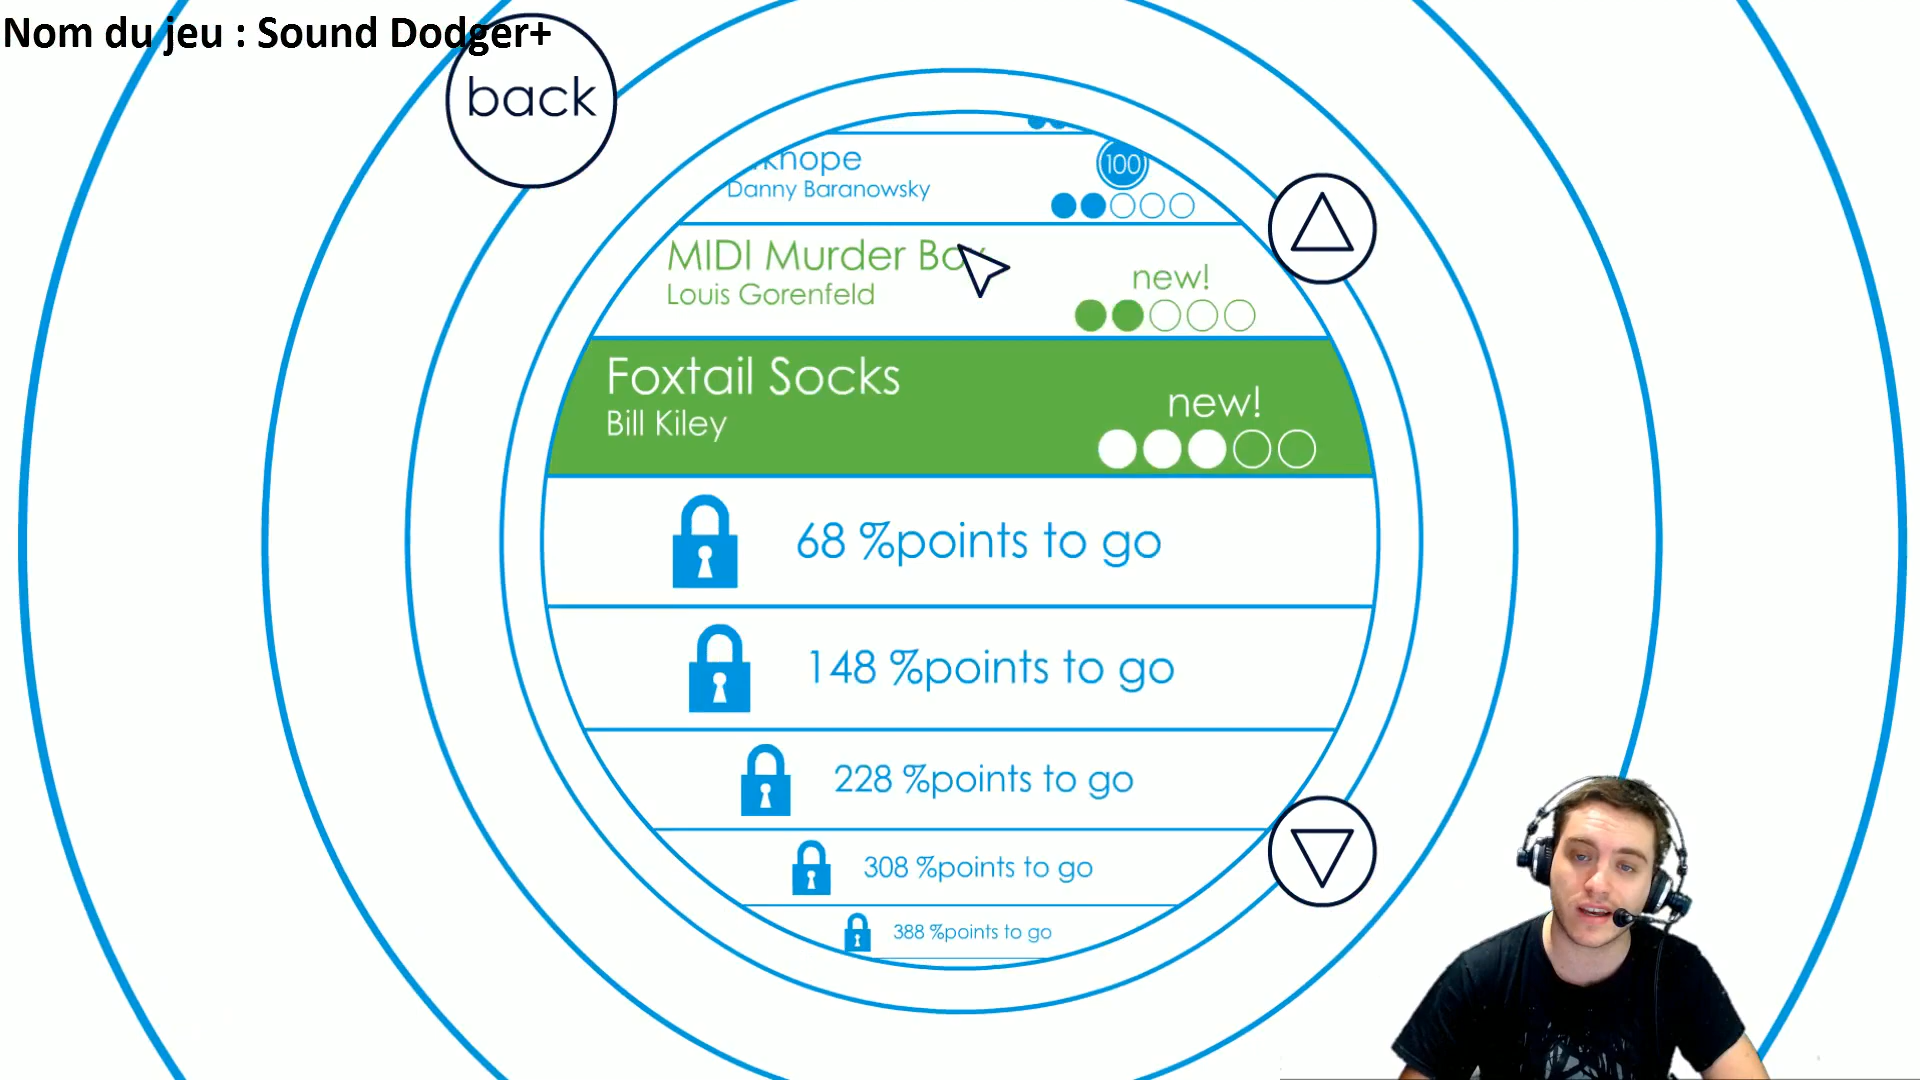 Nom du jeu : Sound Dodger+
back
100
Danny Baranowsky
MIDI Murder
Louis Gorenfeld
new!
Foxtail Socks
Bill Kiley
new!
68 %points to go
148 %points to go
228 %points to go
308 %points to go
388 %points to go